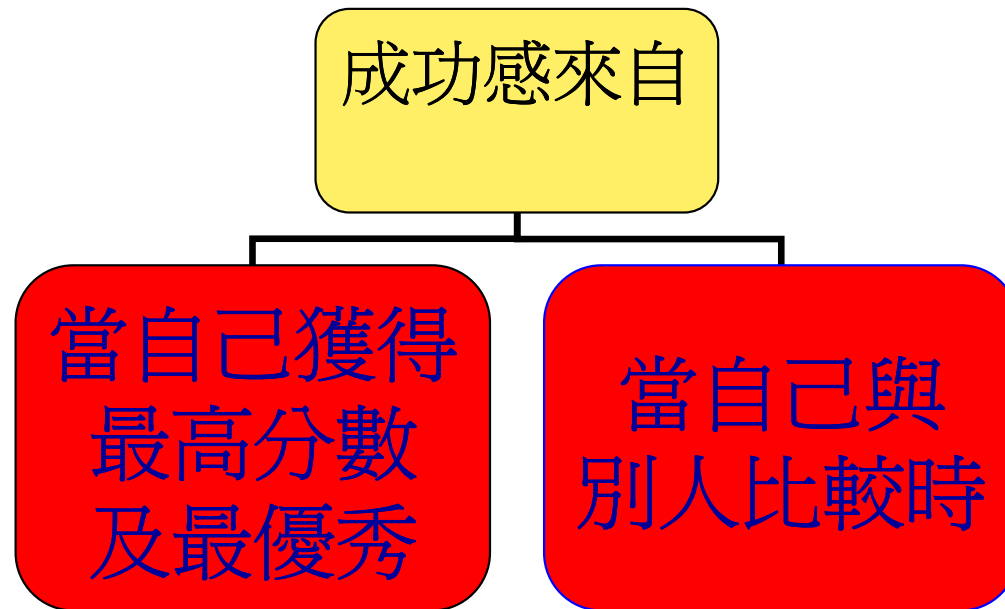 成功感來自
當自己獲得
最高分數
及最優秀
當自己與
別人比較時